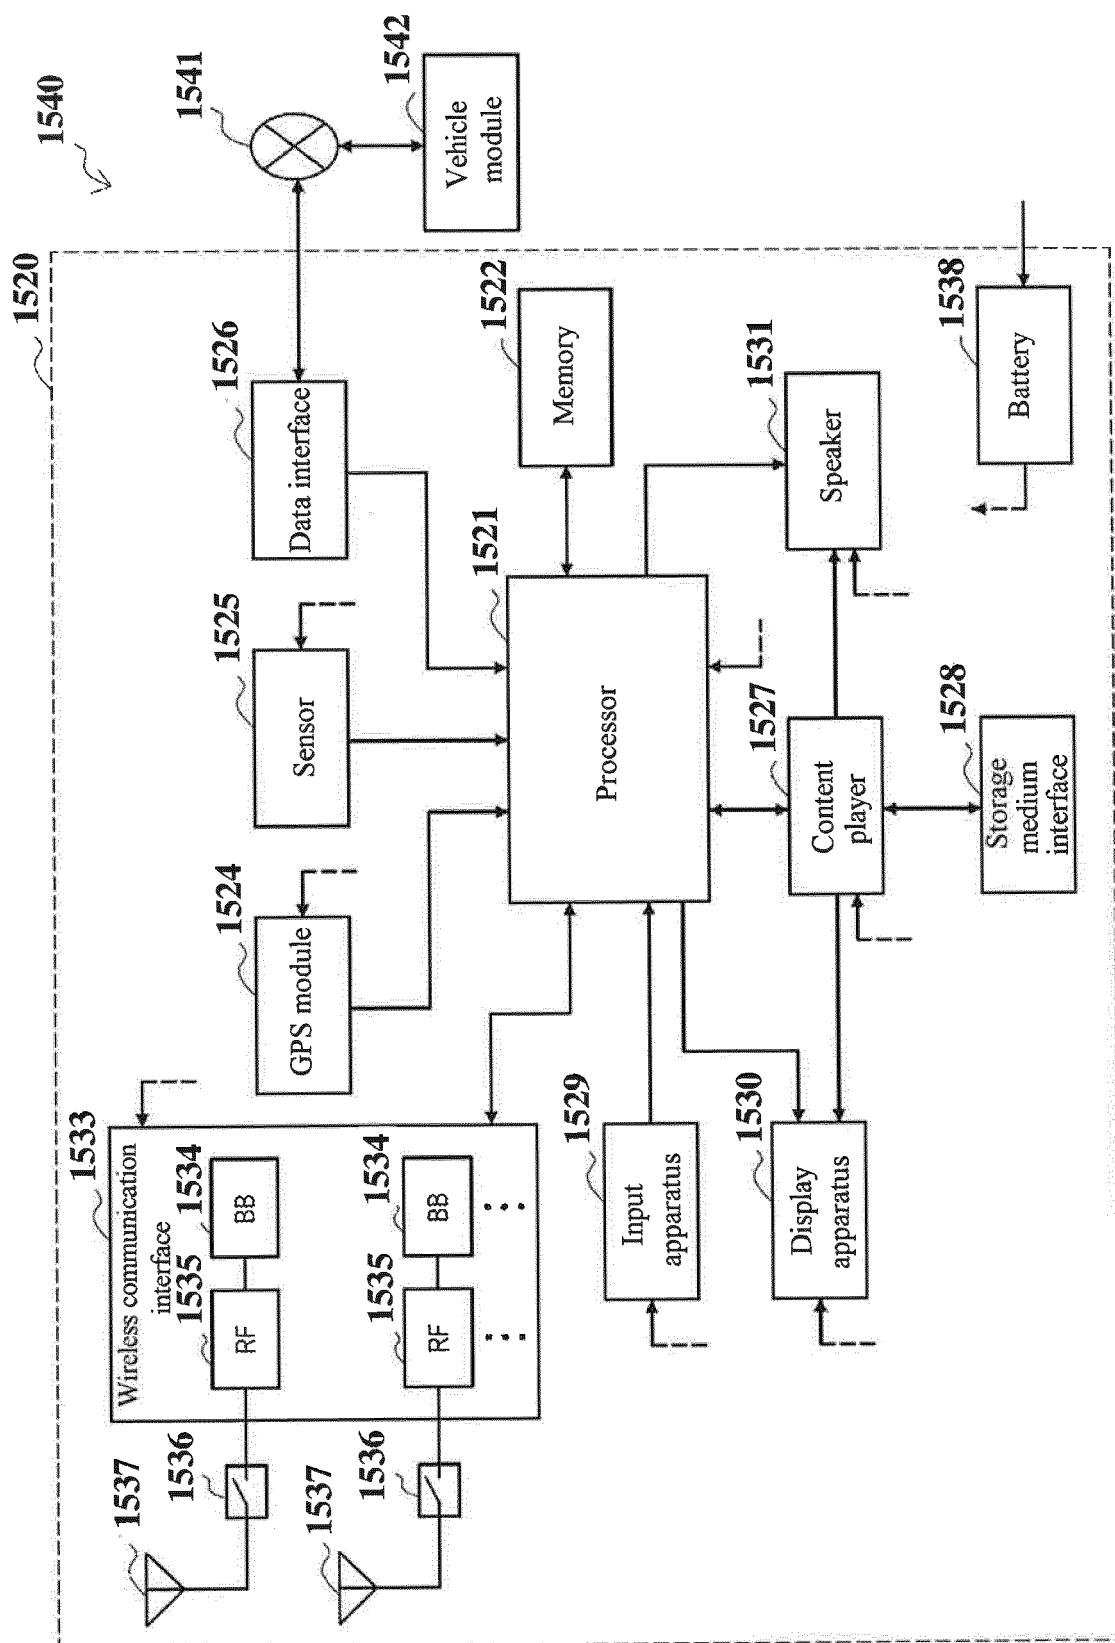 1540
1520
1541
1542
Vehicle
module
1533
Wireless communication
interface
1534
BB
1535
RF
1536
1537
1534
BB
1535
RF
1536
1537
1524
GPS module
1525
Sensor
1526
Data interface
1521
Processor
1522
Memory
1529
Input
apparatus
1530
Display
apparatus
1527
Content
player
1531
Speaker
1528
Storage
medium
interface
1538
Battery